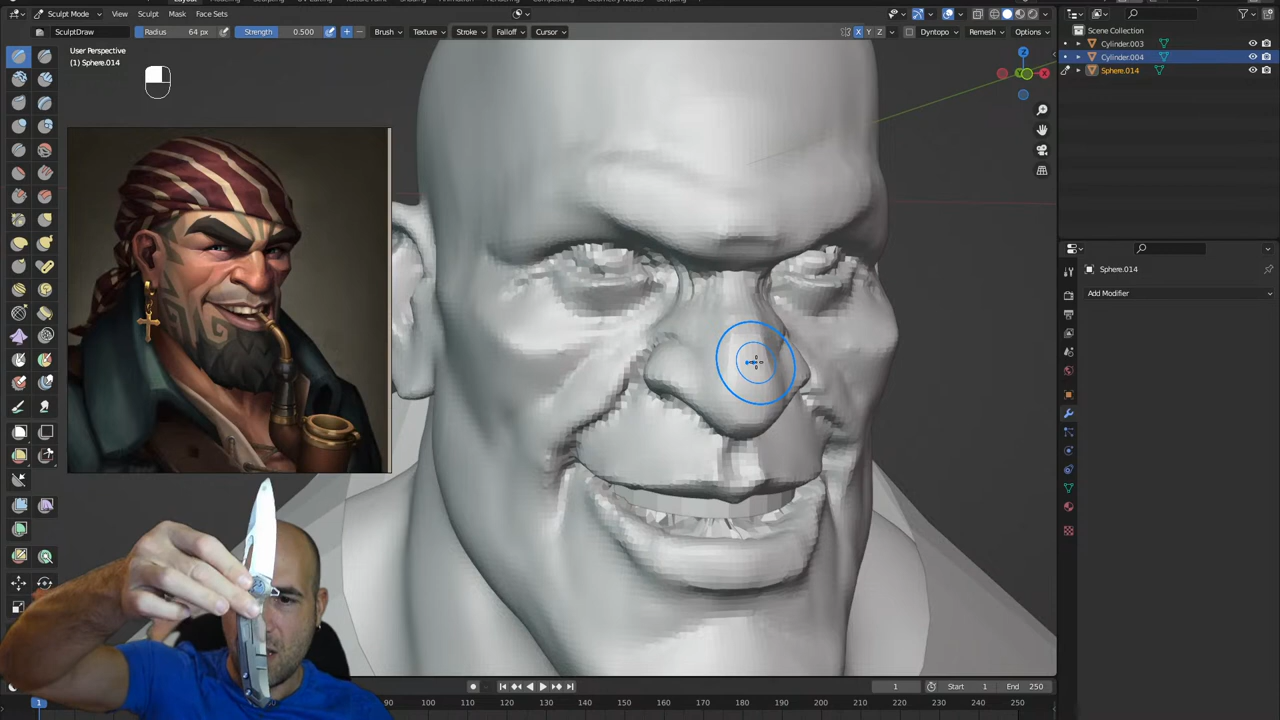 Layout
Sculpt Mode View Sculpt Mask Face Sets
SculptDraw Radius 64 px Strength 0.500 Brush Texture Stroke Falloff Cursor X Y Z Dyntopo Remesh Options
User Perspective
(1) Sphere.014
Z
X
Scene Collection
Cylinder.003
Cylinder.004
Sphere.014
Sphere.014
Add Modifier
1 Start 1 End 250
1
100 110 120 130 140 150 160 170 180 190 200 210 220 230 240 250